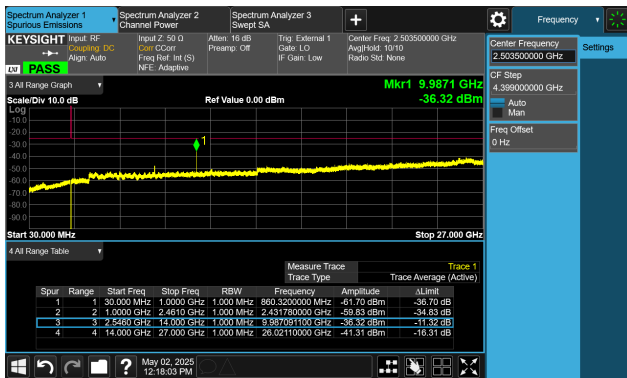 Spectrum Analyzer 1
Spurious Emissions
Spectrum Analyzer 2
Channel Power
Spectrum Analyzer 3
Swept SA
Frequency
KEYSIGHT
Input: RF
Coupling: DC
Align: Auto
Input Z: 50 Ω
Corr CCorr
Freq Ref: Int (S)
NFE: Adaptive
Atten: 16 dB
Preamp: Off
Trig: External 1
Gate: LO
IF Gain: Low
Center Freq: 2.503500000 GHz
Avg|Hold: 10/10
Radio Std: None
LXI PASS
Center Frequency
2.503500000 GHz
Settings
CF Step
4.399000000 GHz
Auto
Man
Freq Offset
0 Hz
3 All Range Graph
Mkr1 9.9871 GHz
Scale/Div 10.0 dB
Ref Value 0.00 dBm
-36.32 dBm
Log
-10.0
-20.0
-30.0
-40.0
-50.0
-60.0
-70.0
-80.0
-90.0
1
Start 30.000 MHz
Stop 27.000 GHz
4 All Range Table
Measure Trace Trace 1
Trace Type Trace Average (Active)
Spur Range Start Freq Stop Freq RBW Frequency Amplitude ΔLimit
1 1 30.000 MHz 1.0000 GHz 1.000 MHz 860.3200000 MHz -61.70 dBm -36.70 dB
2 2 1.0000 GHz 2.4610 GHz 1.000 MHz 2.431780000 GHz -59.83 dBm -34.83 dB
3 3 2.5460 GHz 14.000 GHz 1.000 MHz 9.987091100 GHz -36.32 dBm -11.32 dB
4 4 14.000 GHz 27.000 GHz 1.000 MHz 26.02110000 GHz -41.31 dBm -16.31 dB
May 02, 2025
12:18:03 PM